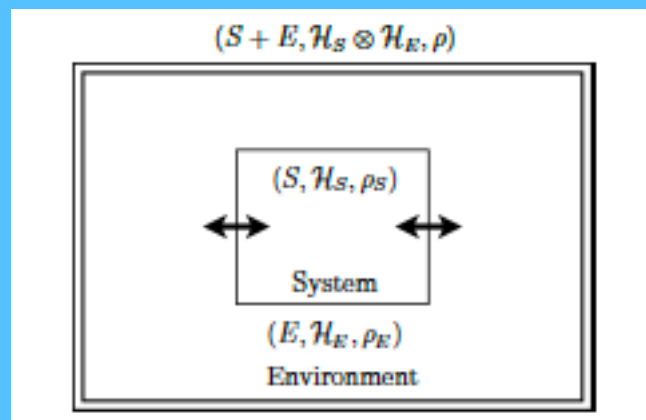 (S + E, ℋ_S ⊗ ℋ_E, ρ)
(S, ℋ_S, ρ_S)
System
(E, ℋ_E, ρ_E)
Environment